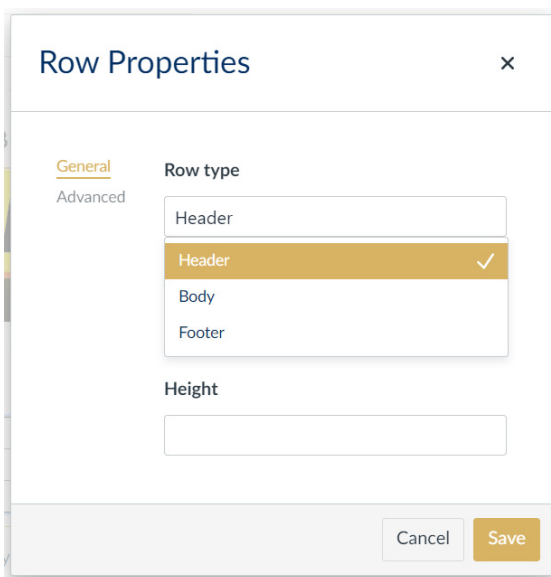 Row Properties
General
Row type
Advanced
Header
Header
Body
Footer
Height
Cancel
Save